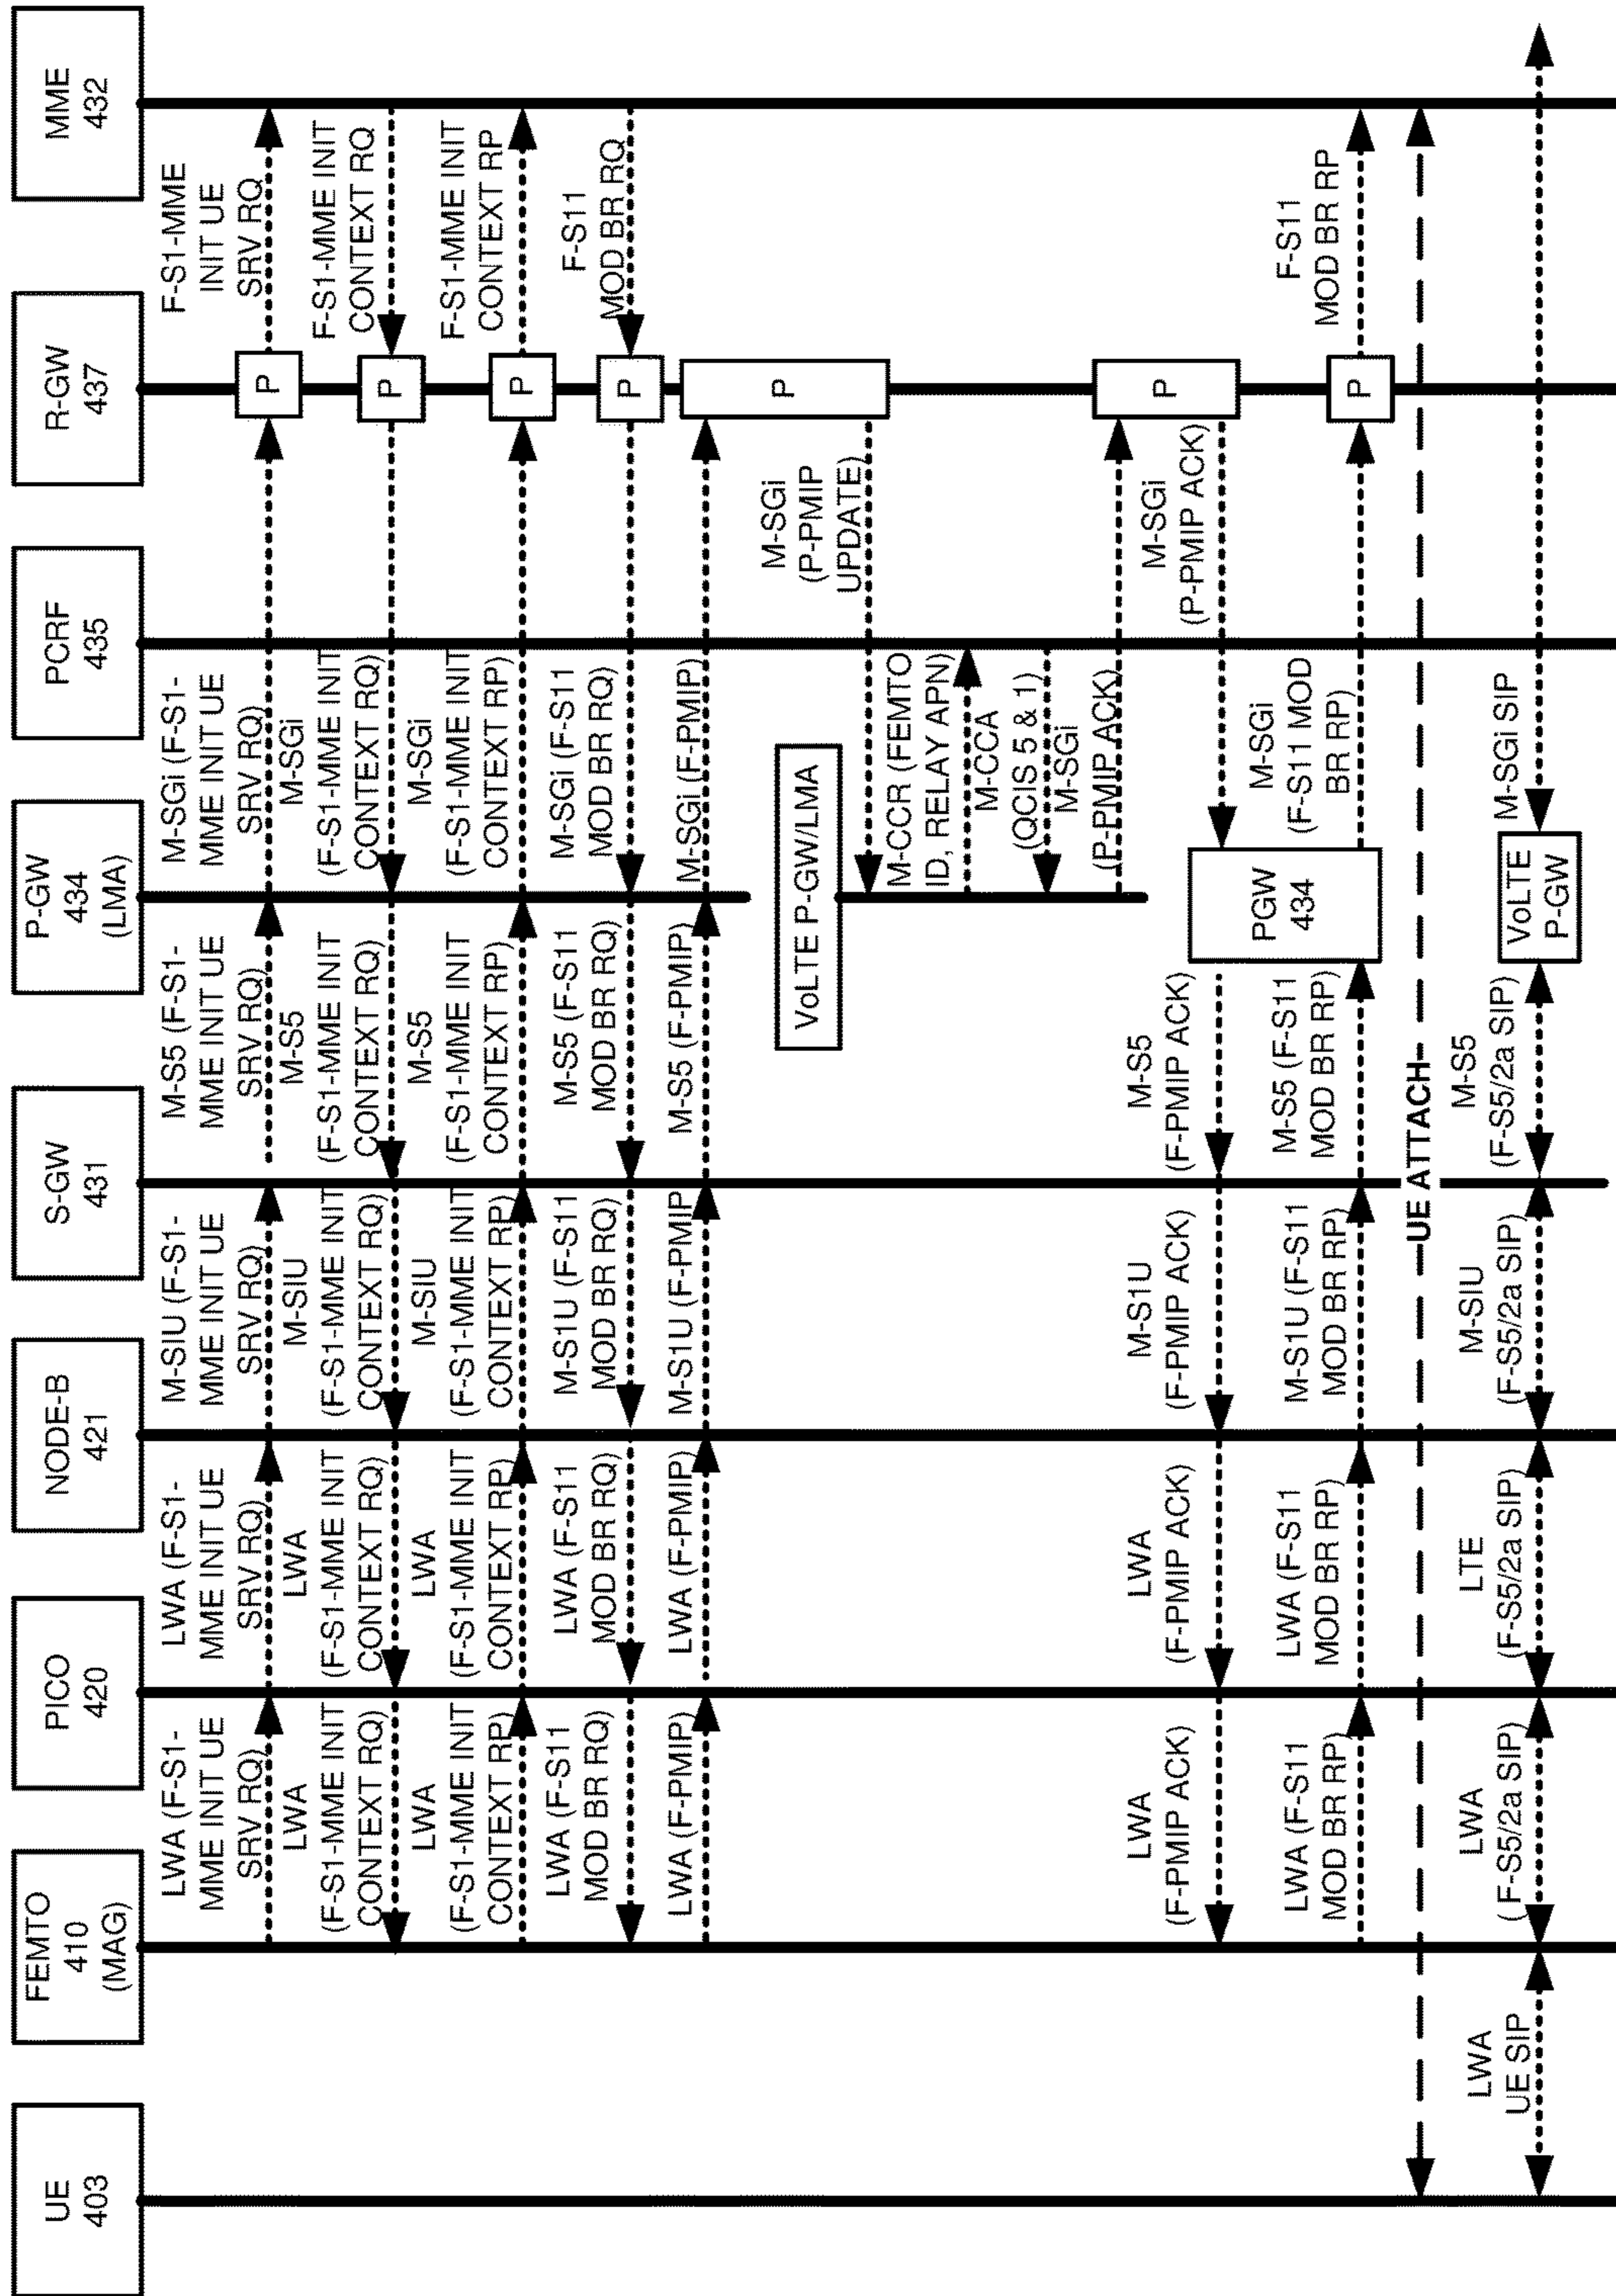 UE
403
FEMTO
410
(MAG)
PICO
420
NODE-B
421
S-GW
431
P-GW
434
(LMA)
PCRF
435
R-GW
437
MME
432
LWA (F-S1-
MME INIT UE
SRV RQ)
LWA (F-S1-
MME INIT UE
SRV RQ)
M-SIU (F-S1-
MME INIT UE
SRV RQ)
M-S5 (F-S1-
MME INIT UE
SRV RQ)
M-SGi (F-S1-
MME INIT UE
SRV RQ)
P
F-S1-MME
INIT UE
SRV RQ
LWA
(F-S1-MME INIT
CONTEXT RQ)
LWA
(F-S1-MME INIT
CONTEXT RQ)
M-SIU
(F-S1-MME INIT
CONTEXT RQ)
M-S5
(F-S1-MME INIT
CONTEXT RQ)
M-SGi
(F-S1-MME INIT
CONTEXT RQ)
P
F-S1-MME INIT
CONTEXT RQ
LWA
(F-S1-MME INIT
CONTEXT RP)
LWA
(F-S1-MME INIT
CONTEXT RP)
M-SIU
(F-S1-MME INIT
CONTEXT RP)
M-S5
(F-S1-MME INIT
CONTEXT RP)
M-SGi
(F-S1-MME INIT
CONTEXT RP)
P
F-S1-MME INIT
CONTEXT RP
LWA (F-S11
MOD BR RQ)
LWA (F-S11
MOD BR RQ)
M-S1U (F-S11
MOD BR RQ)
M-S5 (F-S11
MOD BR RQ)
M-SGi (F-S11
MOD BR RQ)
P
F-S11
MOD BR RQ
LWA (F-PMIP)
LWA (F-PMIP)
M-S1U (F-PMIP
M-S5 (F-PMIP)
M-SGi (F-PMIP)
P
VoLTE P-GW/LMA
M-SGi
(P-PMIP
UPDATE)
M-CCR (FEMTO
ID, RELAY APN)
M-CCA
(QCIS 5 & 1)
M-SGi
(P-PMIP ACK)
P
LWA
(F-PMIP ACK)
LWA
(F-PMIP ACK)
M-S1U
(F-PMIP ACK)
M-S5
(F-PMIP ACK)
PGW
434
M-SGi
(P-PMIP ACK)
LWA (F-S11
MOD BR RP)
LWA (F-S11
MOD BR RP)
M-S1U (F-S11
MOD BR RP)
M-S5 (F-S11
MOD BR RP)
M-SGi
(F-S11 MOD
BR RP)
P
F-S11
MOD BR RP
UE ATTACH
LWA
UE SIP
LWA
( F-S5/2a SIP)
LTE
(F-S5/2a SIP)
M-SIU
(F-S5/2a SIP)
M-S5
(F-S5/2a SIP)
VoLTE
P-GW
M-SGi SIP